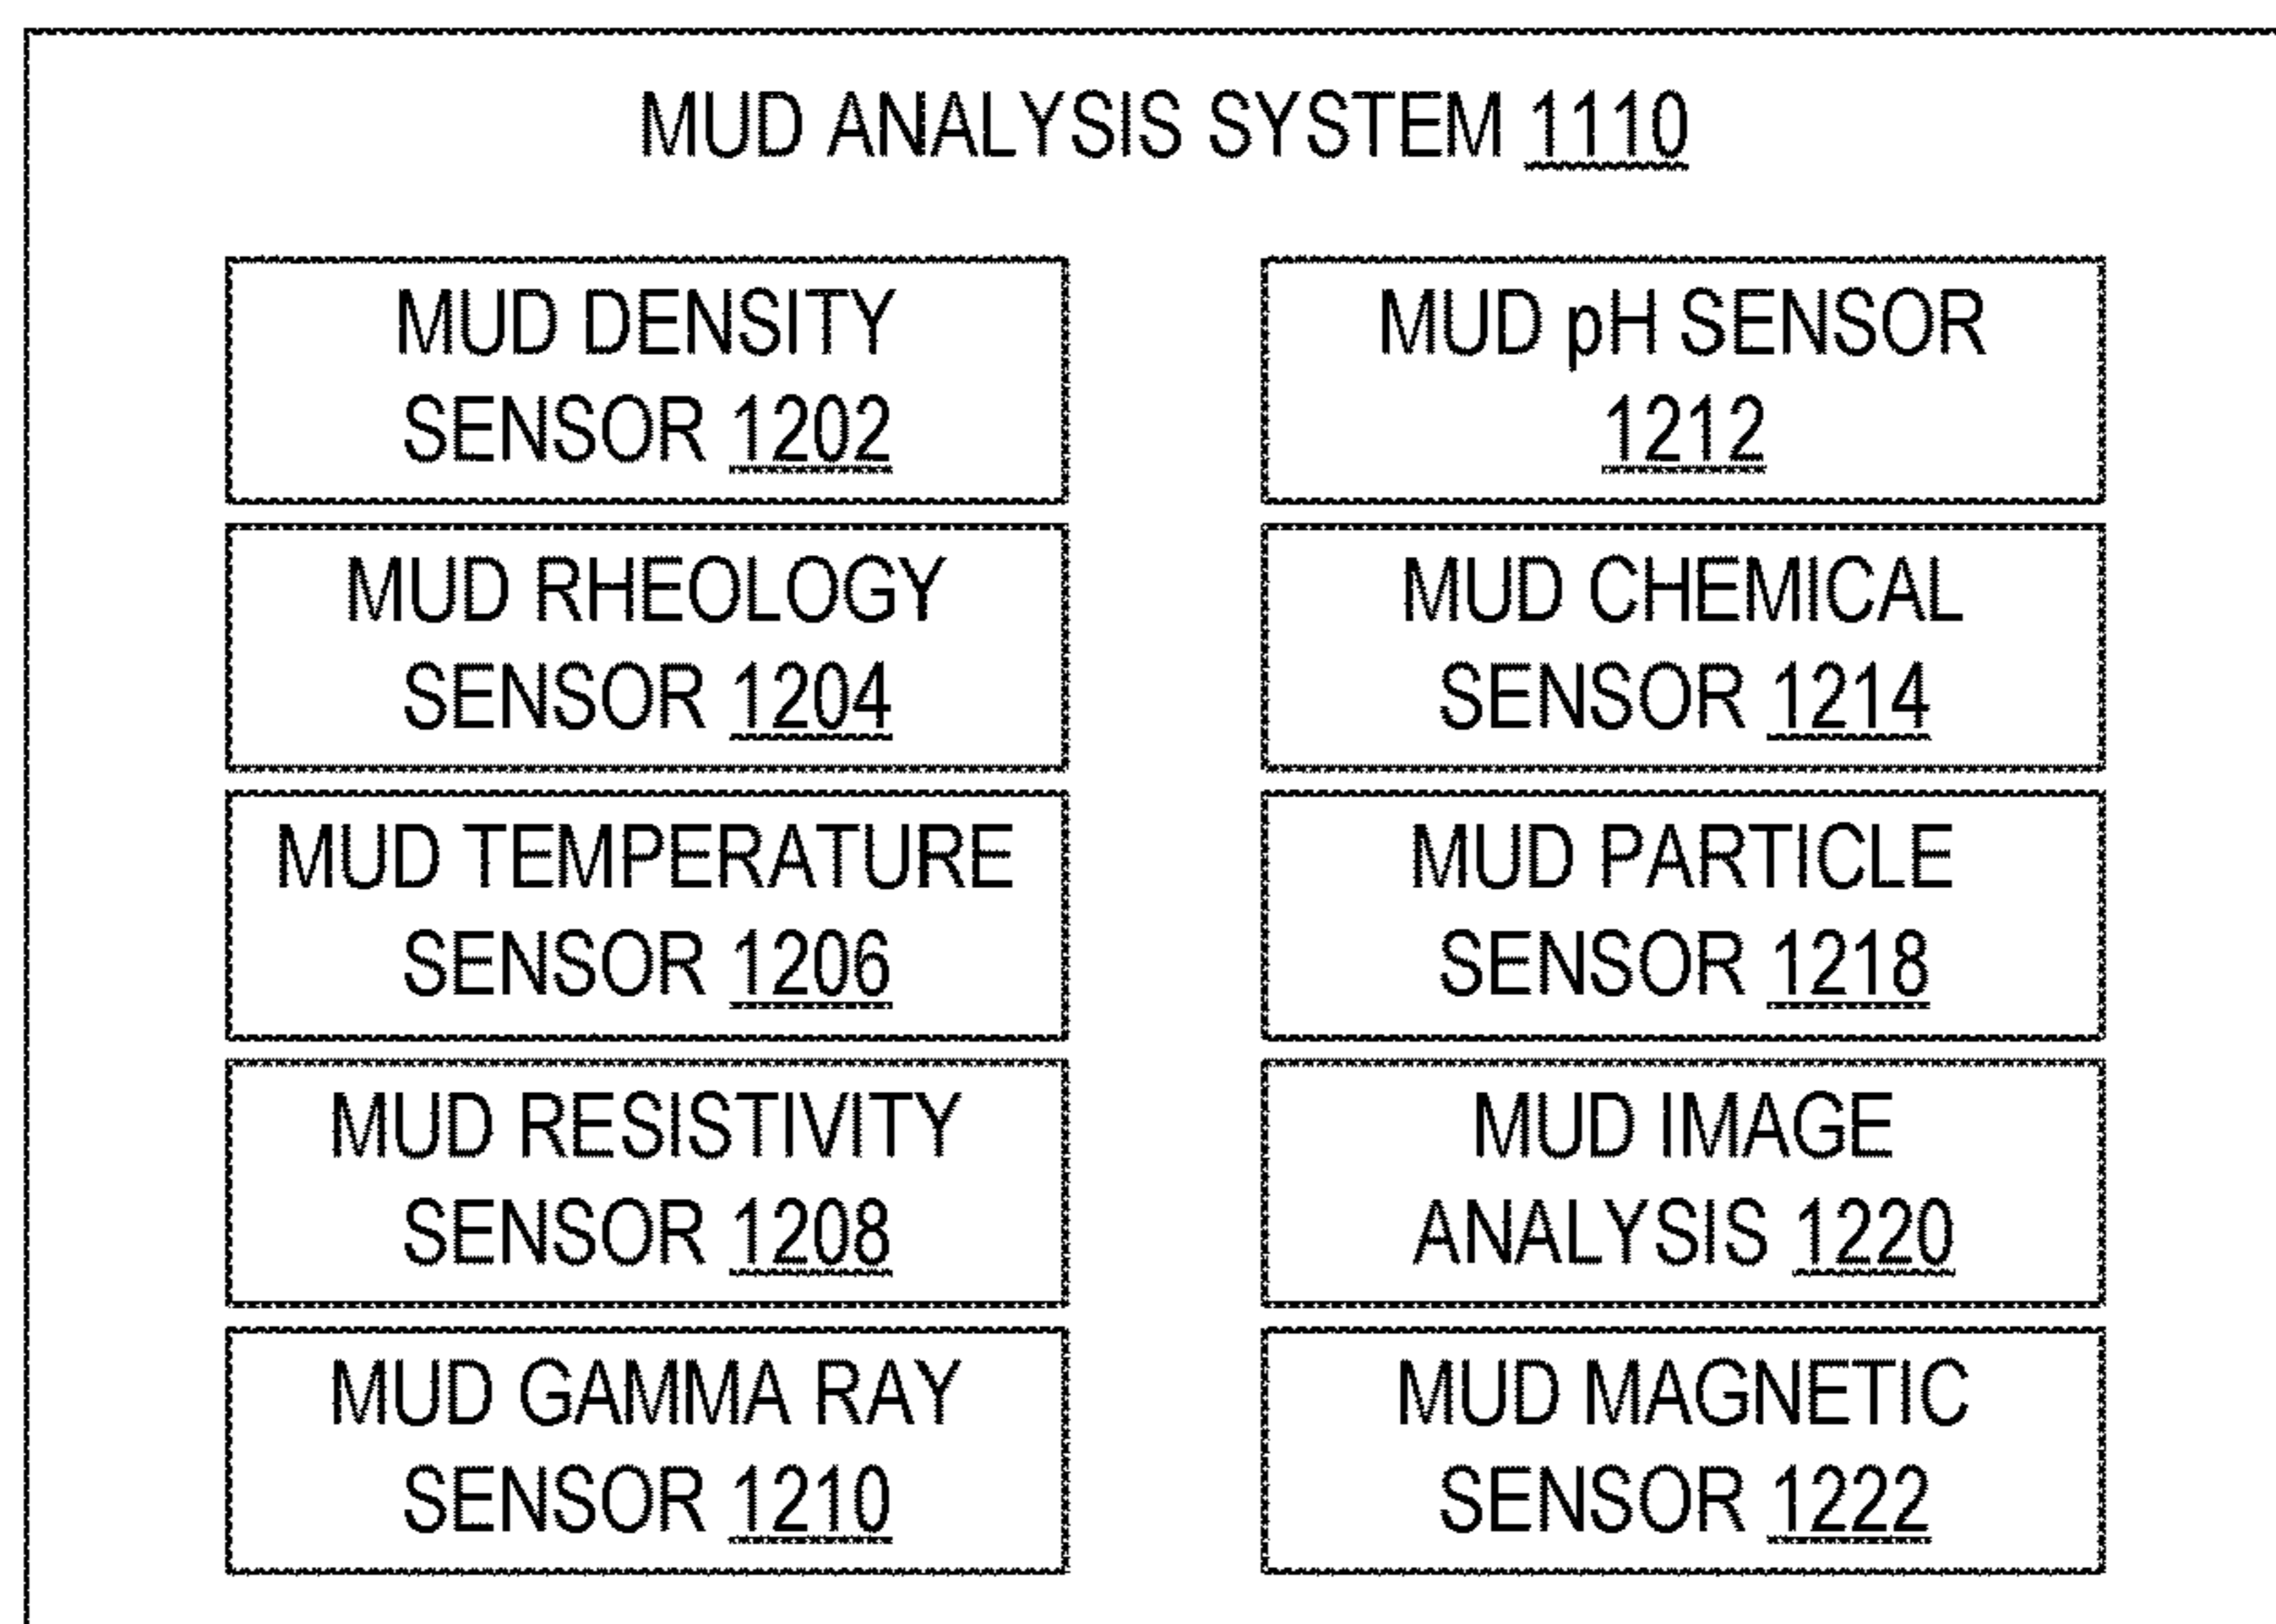 MUD ANALYSIS SYSTEM 1110
MUD DENSITY
SENSOR 1202
MUD RHEOLOGY
SENSOR 1204
MUD TEMPERATURE
SENSOR 1206
MUD RESISTIVITY
SENSOR 1208
MUD GAMMA RAY
SENSOR 1210
MUD pH SENSOR
1212
MUD CHEMICAL
SENSOR 1214
MUD PARTICLE
SENSOR 1218
MUD IMAGE
ANALYSIS 1220
MUD MAGNETIC
SENSOR 1222